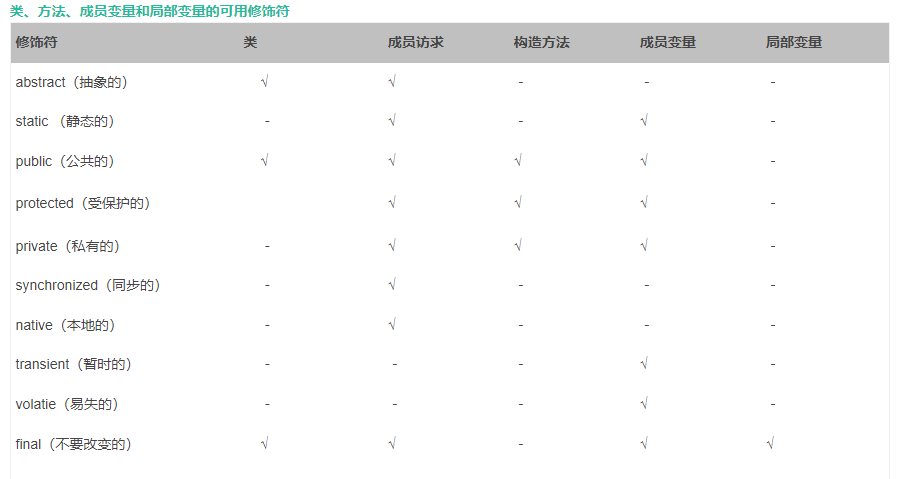 类、方法、成员变量和局部变量的可用修饰符
修饰符 类 成员访求 构造方法 成员变量 局部变量
abstract（抽象的） √ √ - - -
static （静态的） - √ - √ -
public（公共的） √ √ √ √ -
protected（受保护的） √ √ √ -
private（私有的） - √ √ √ -
synchronized（同步的） - √ - - -
native（本地的） - √ - - -
transient（暂时的） - - - √ -
volatie（易失的） - - - √ -
final（不要改变的） √ √ - √ √